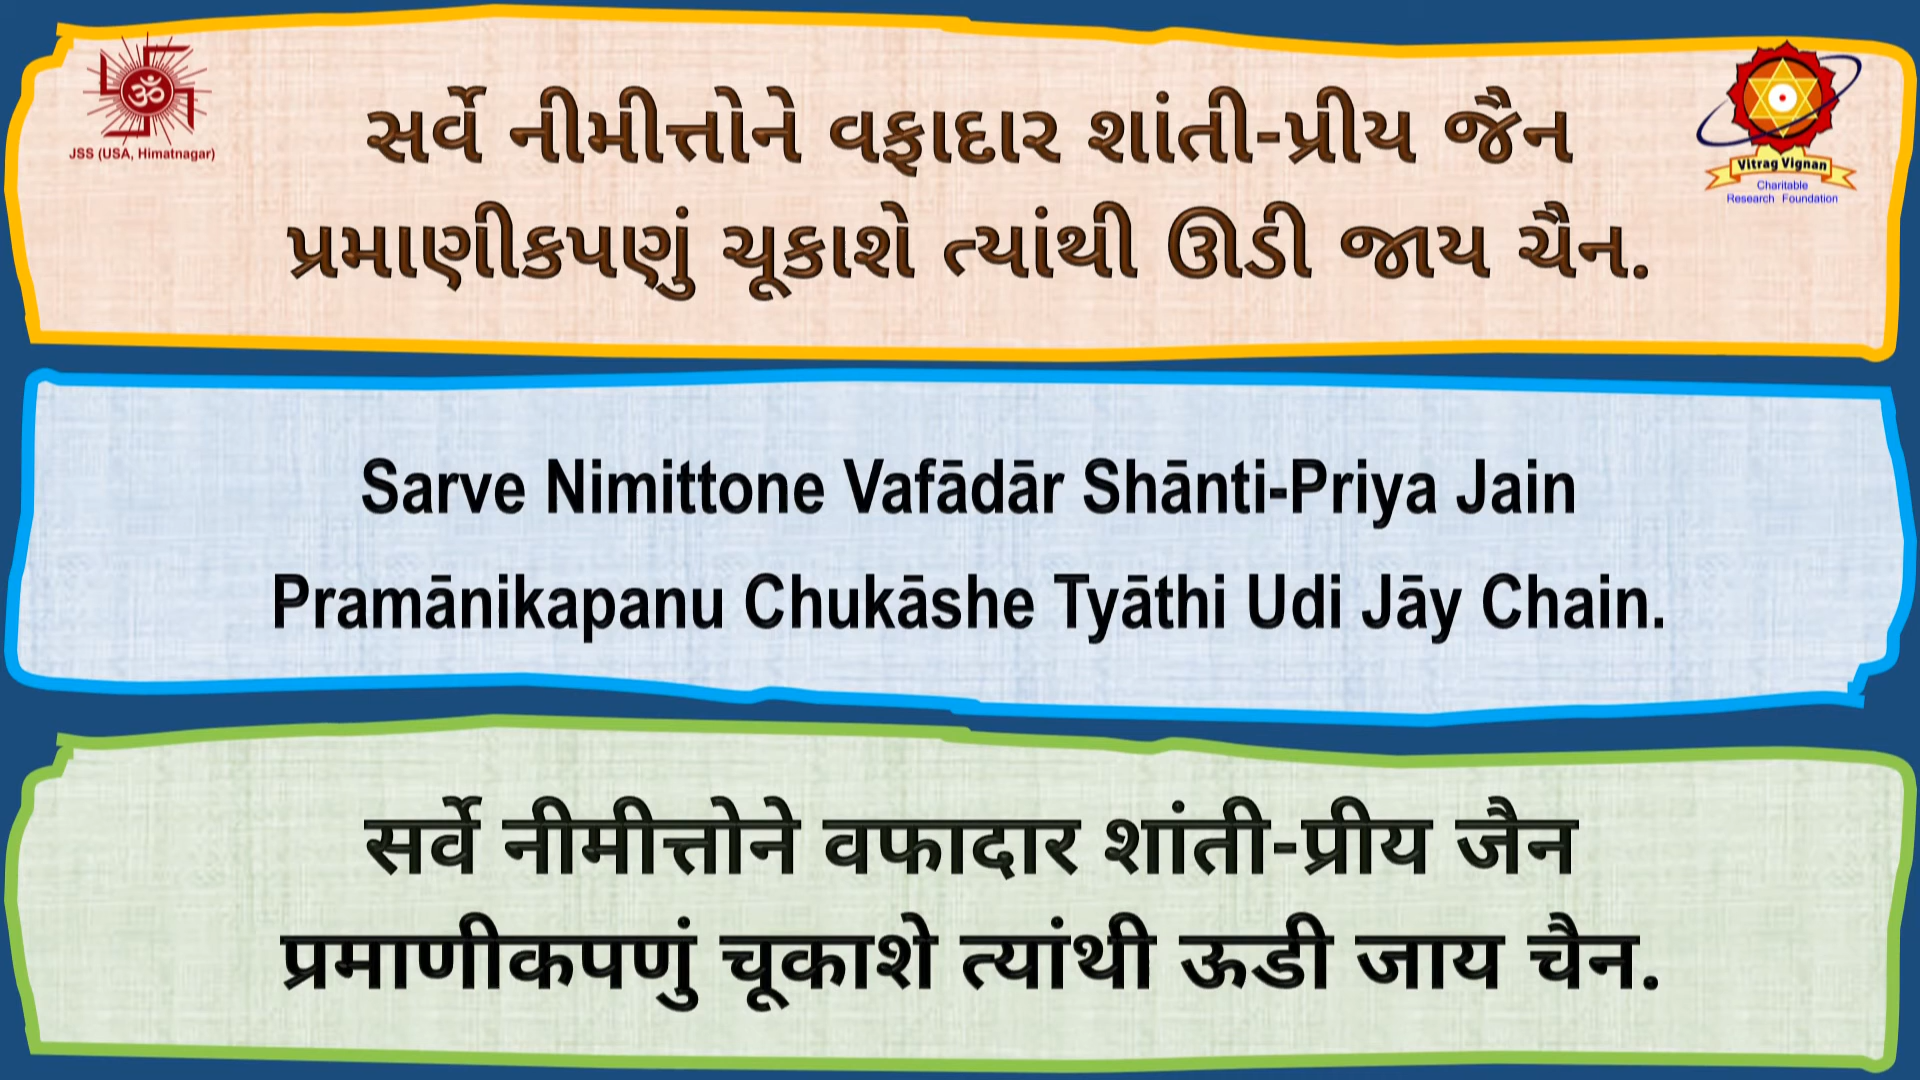 ॐ
JSS (USA, Himatnagar)
સર્વે નીમીત્તોને વફાદાર શાંતી-પ્રીય જૈન
પ્રમાણીકપણું ચૂકાશે ત્યાંથી ઊડી જાય ચૈન.
Vitrag Vignan
Charitable
Research Foundation
Sarve Nimittone Vafādār Shānti-Priya Jain
Pramānikapanu Chukāshe Tyāthi Udi Jāy Chain.
सर्वे नीमीत्तोने वफादार शांती-प्रीय जैन
प्रमाणीकपणुं चूकाशे त्यांथी ऊडी जाय चैन.